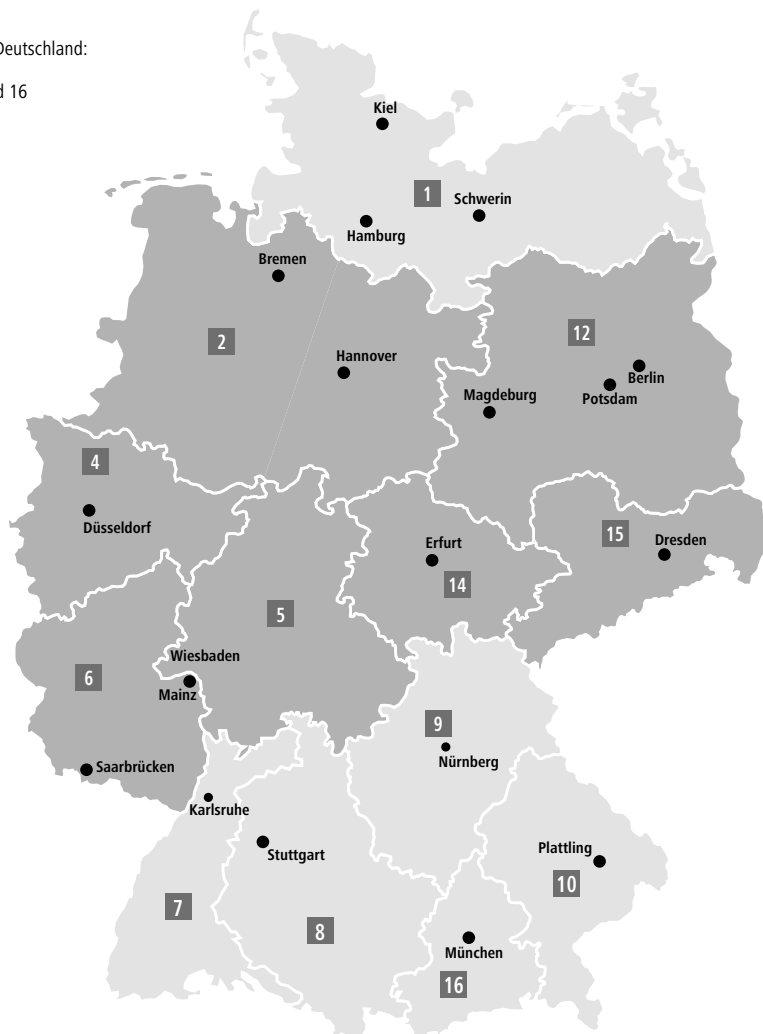 Deutschland:
16
Kiel
1
Schwerin
Hamburg
Bremen
2
12
Hannover
Berlin
Magdeburg
Potsdam
4
Düsseldorf
15
Erfurt
Dresden
14
5
Wiesbaden
6
Mainz
9
Nürnberg
Saarbrücken
Karlsruhe
Stuttgart
Plattling
10
7
8
München
16